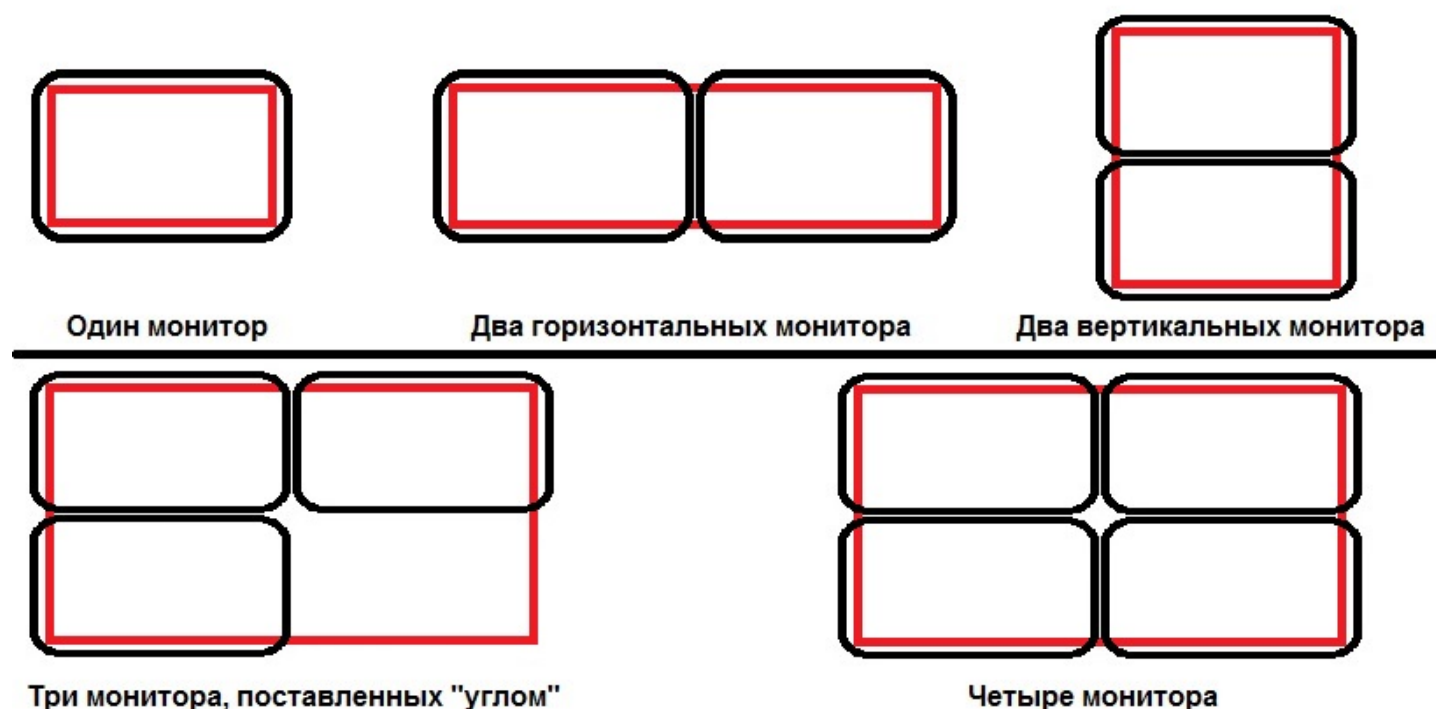 Один монитор
Два горизонтальных монитора
Два вертикальных монитора
Три монитора, поставленных "углом"
Четыре монитора